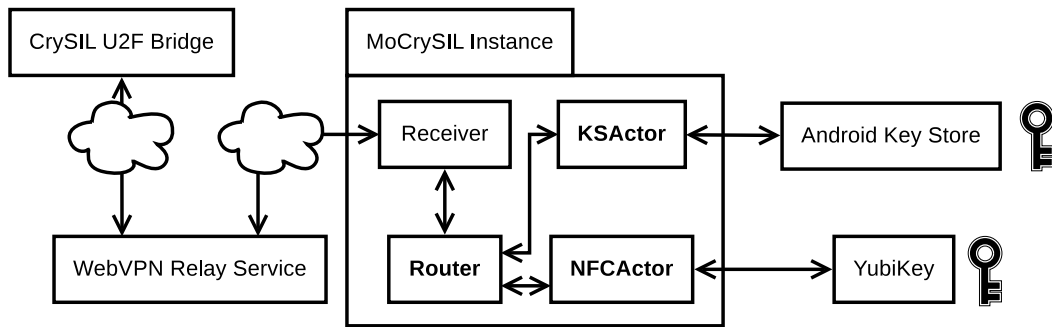 CrySIL U2F Bridge
MoCrySIL Instance
Receiver
KSActor
Android Key Store
WebVPN Relay Service
Router
NFCActor
YubiKey